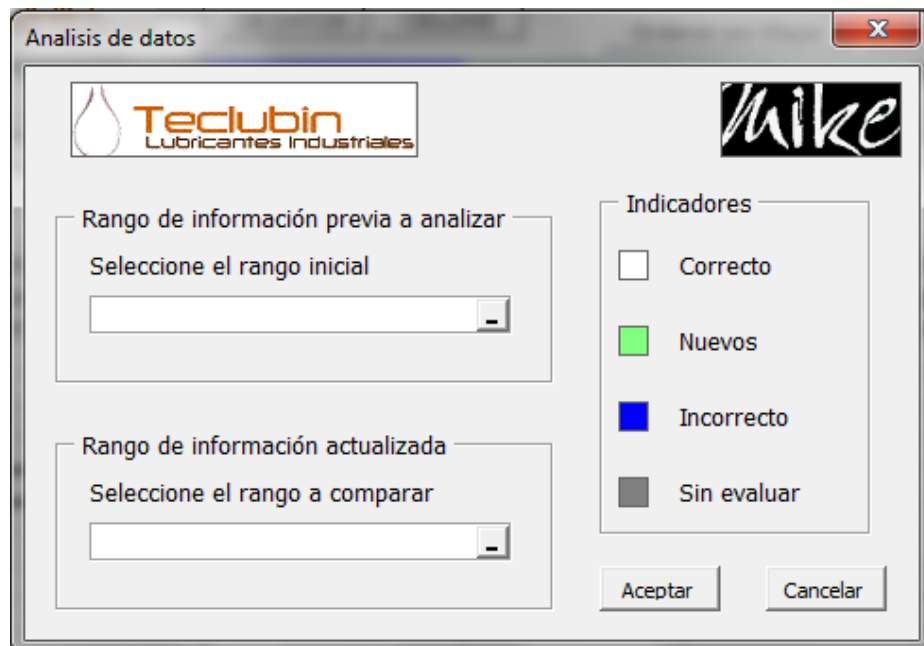 Analisis de datos
Teclubin
Lubricantes Industriales
Mike
Rango de información previa a analizar
Seleccione el rango inicial
Rango de información actualizada
Seleccione el rango a comparar
Indicadores
Correcto
Nuevos
Incorrecto
Sin evaluar
Aceptar
Cancelar